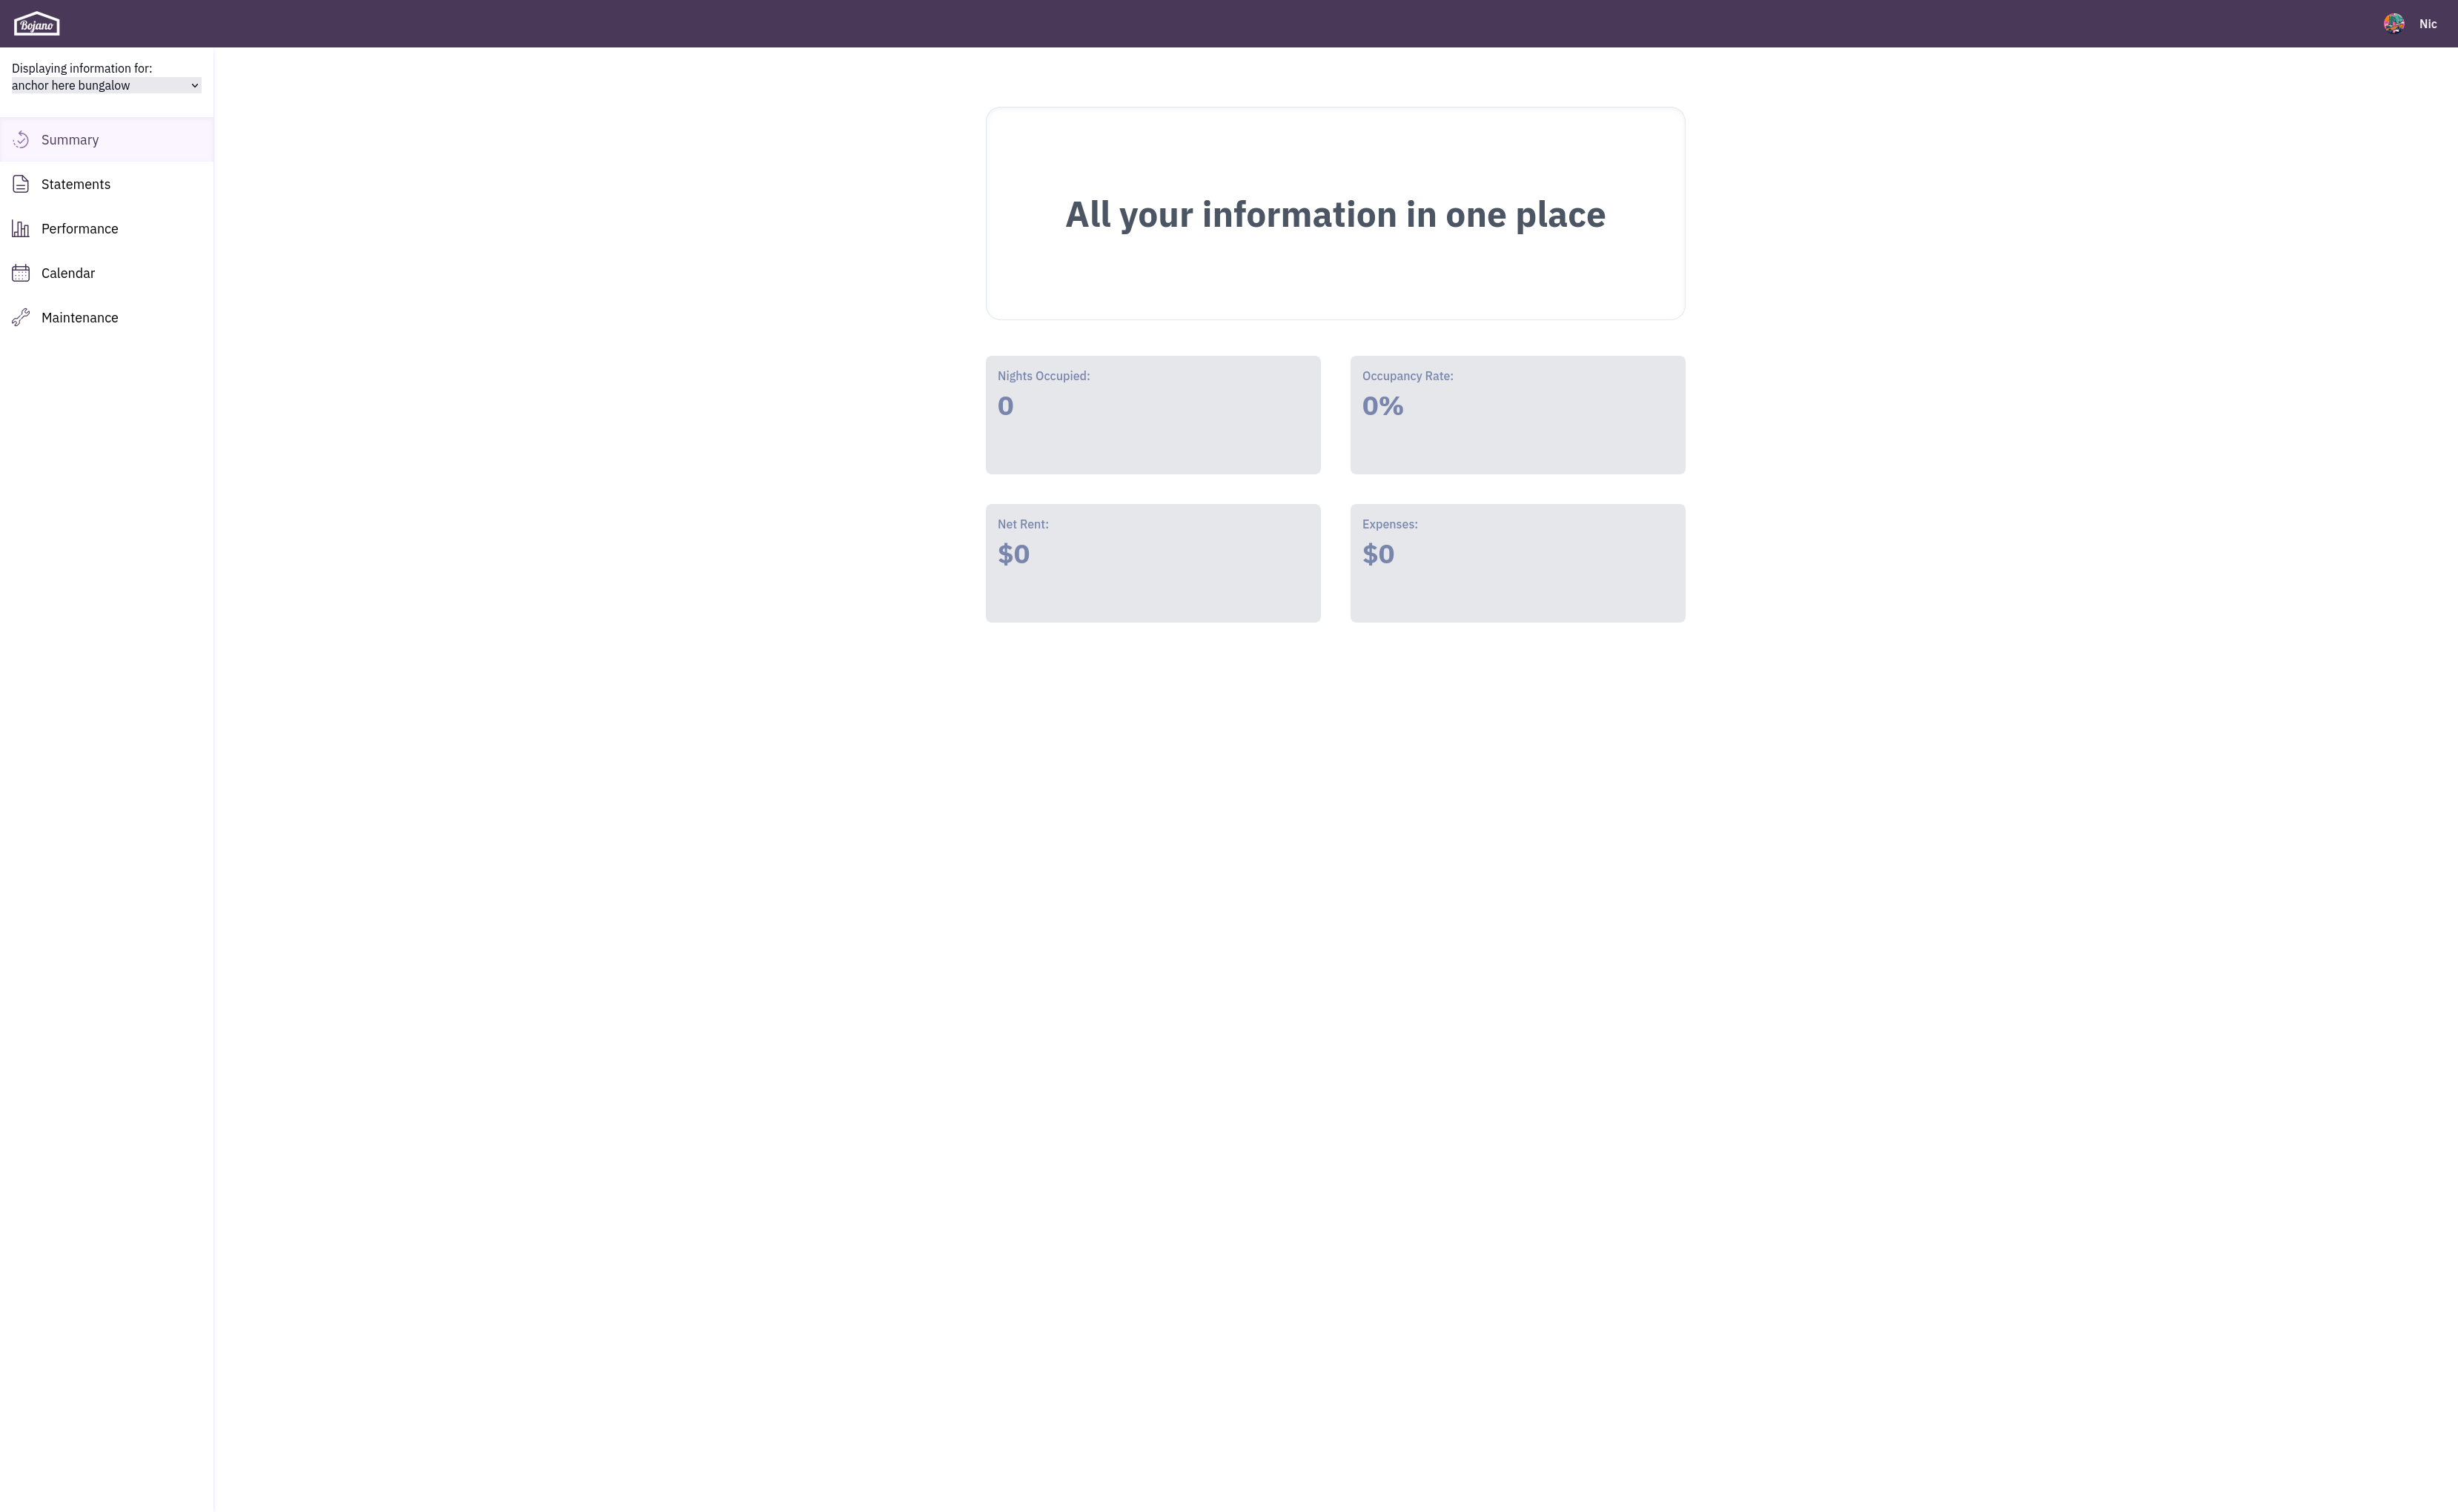 Bojano
Nic
Displaying information for:
anchor here bungalow
Summary
Statements
Performance
Calendar
Maintenance
All your information in one place
Nights Occupied:
0
Occupancy Rate:
0%
Net Rent:
$0
Expenses:
$0